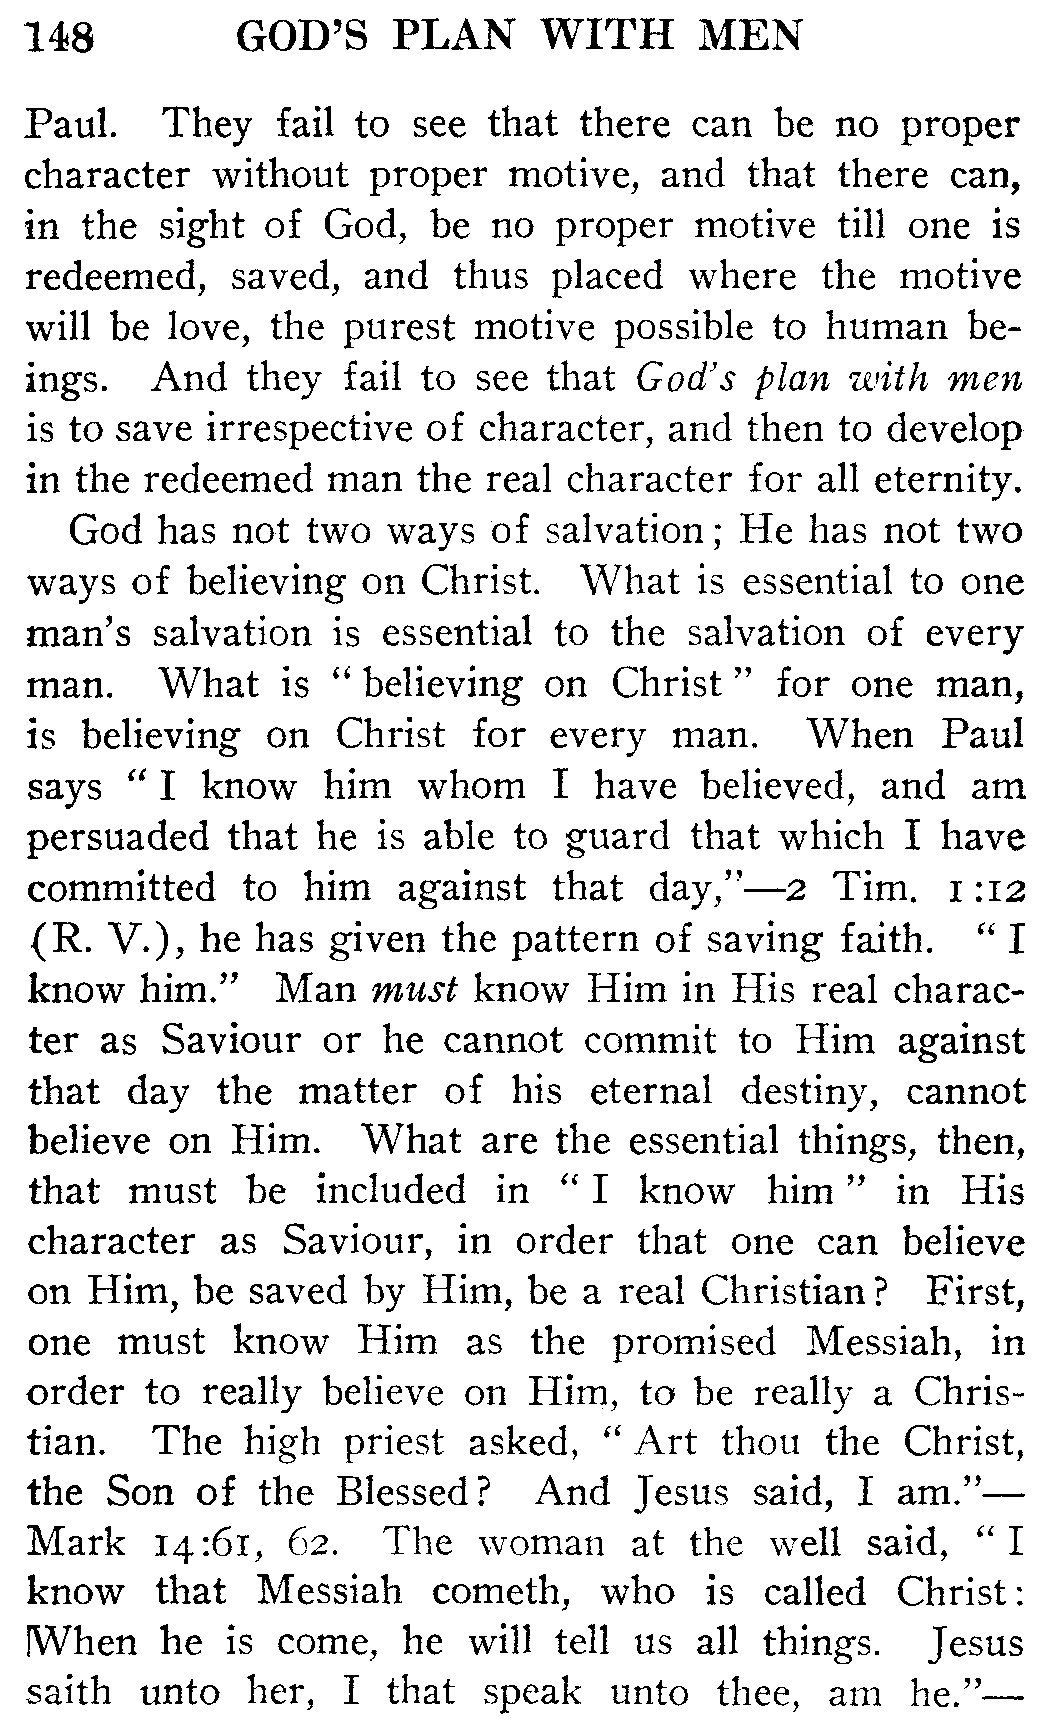 148 GOD'S PLAN WITH MEN
Paul. They fail to see that there can be no proper
character without proper motive, and that there can,
in the sight of God, be no proper motive till one is
redeemed, saved, and thus placed where the motive
will be love, the purest motive possible to human be-
ings. And they fail to see that God's plan with men
is to save irrespective of character, and then to develop
in the redeemed man the real character for all eternity.
God has not two ways of salvation; He has not two
ways of believing on Christ. What is essential to one
man's salvation is essential to the salvation of every
man. What is "believing on Christ" for one man,
is believing on Christ for every man. When Paul
says "I know him whom I have believed, and am
persuaded that he is able to guard that which I have
committed to him against that day,"—2 Tim. 1:12
(R. V.), he has given the pattern of saving faith. "I
know him." Man must know Him in His real charac-
ter as Saviour or he cannot commit to Him against
that day the matter of his eternal destiny, cannot
believe on Him. What are the essential things, then,
that must be included in "I know him" in His
character as Saviour, in order that one can believe
on Him, be saved by Him, be a real Christian? First,
one must know Him as the promised Messiah, in
order to really believe on Him, to be really a Chris-
tian. The high priest asked, "Art thou the Christ,
the Son of the Blessed? And Jesus said, I am."—
Mark 14:61, 62. The woman at the well said, "I
know that Messiah cometh, who is called Christ:
When he is come, he will tell us all things. Jesus
saith unto her, I that speak unto thee, am he."—